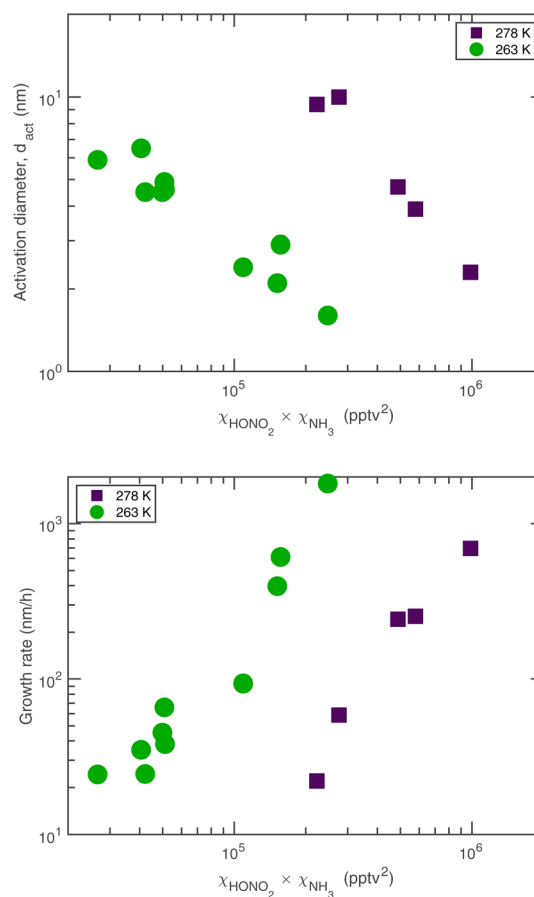 278 K
263 K
10¹
10⁰
Activation diameter, d_act (nm)
10⁵ 10⁶
χ_HONO₂ × χ_NH₃ (pptv²)
278 K
263 K
10³
10²
10¹
Growth rate (nm/h)
10⁵ 10⁶
χ_HONO₂ × χ_NH₃ (pptv²)